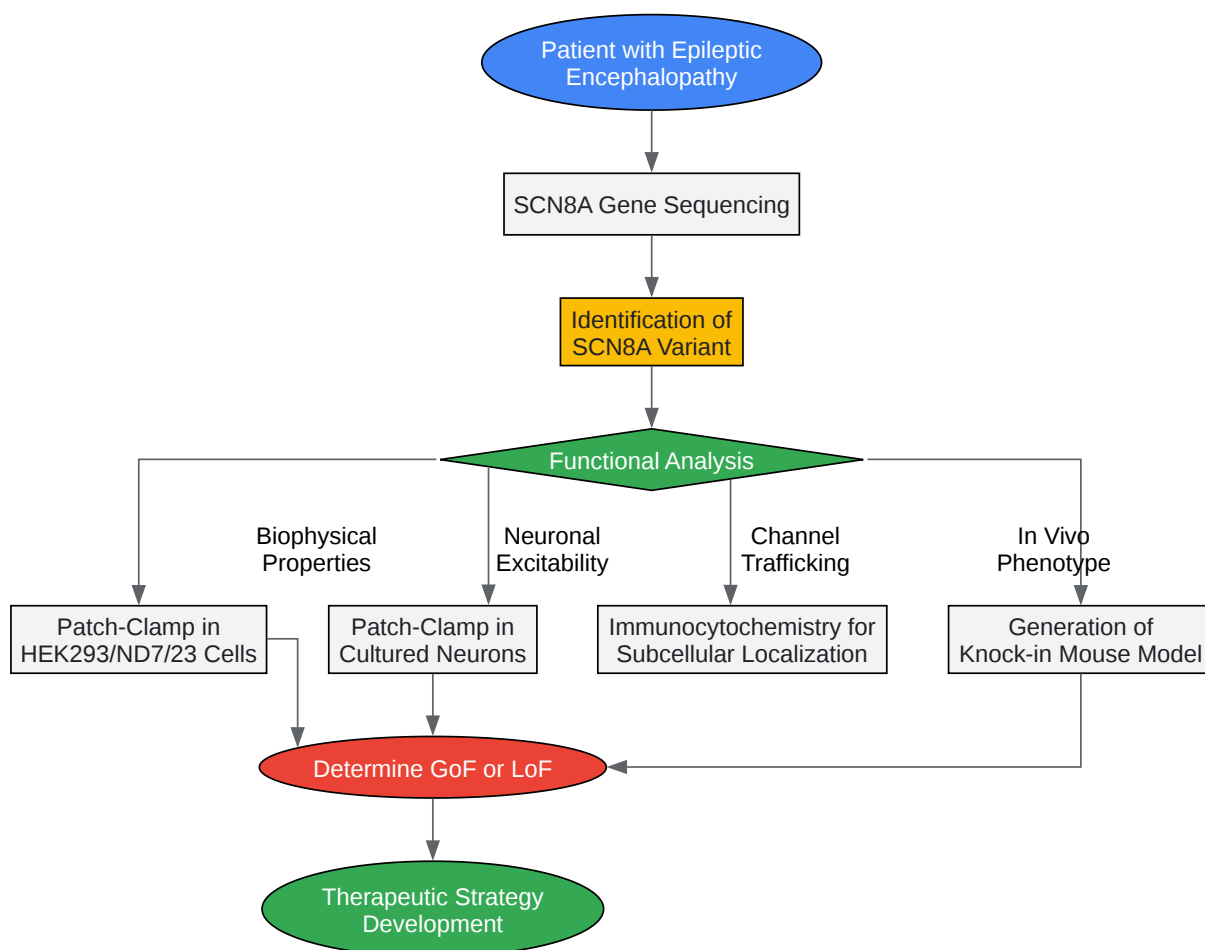 Patient with Epileptic
Encephalopathy
SCN8A Gene Sequencing
Identification of
SCN8A Variant
Functional Analysis
Biophysical
Properties
Neuronal
Excitability
Channel
Trafficking
In Vivo
Phenotype
Patch-Clamp in
HEK293/ND7/23 Cells
Patch-Clamp in
Cultured Neurons
Immunocytochemistry for
Subcellular Localization
Generation of
Knock-in Mouse Model
Determine GoF or LoF
Therapeutic Strategy
Development